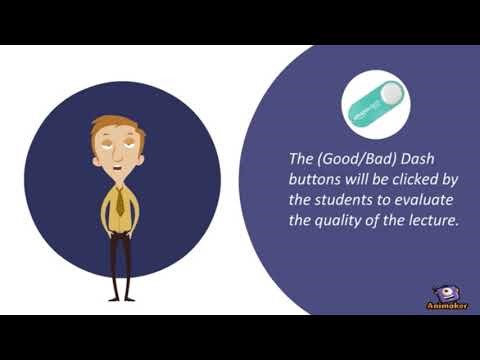 The (Good/Bad) Dash
buttons will be clicked by
the students to evaluate
the quality of the lecture.
Animaker